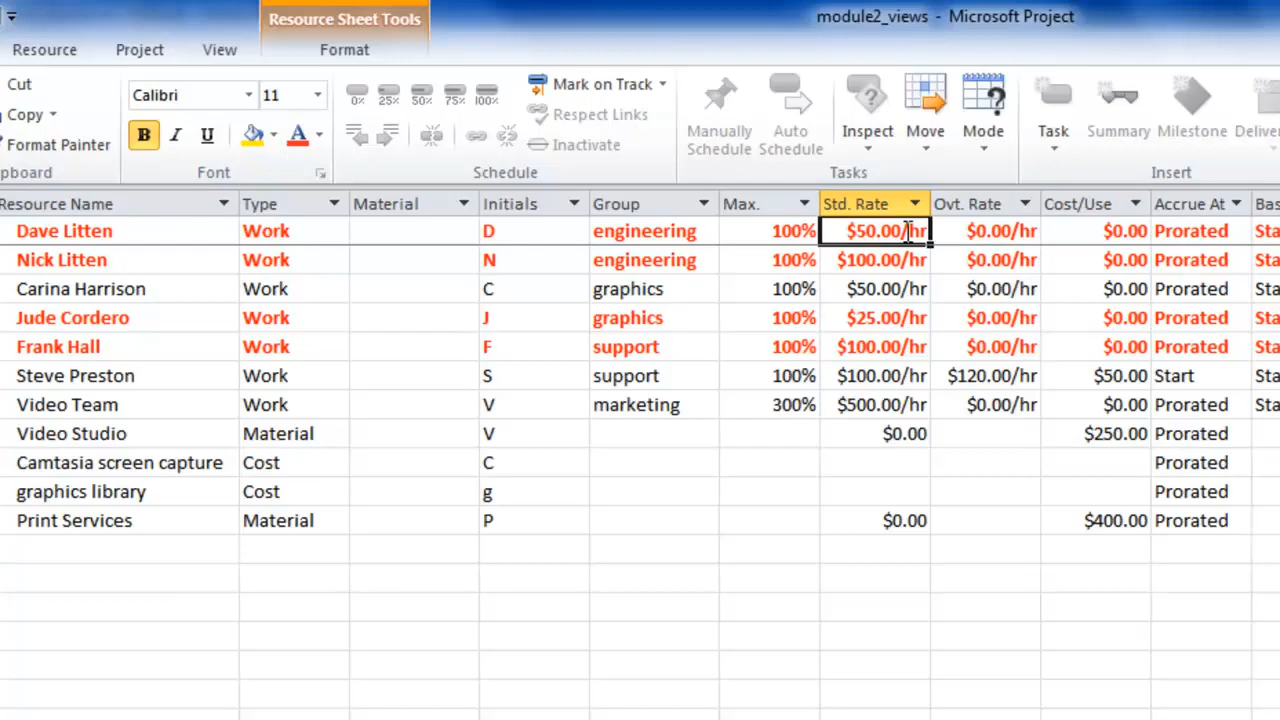 Resource Sheet Tools
module2_views - Microsoft Project
Resource Project View Format
Cut
Copy
Format Painter
pboard
Calibri 11
B I U A
Font
0% 25% 50% 75% 100%
Mark on Track
Respect Links
Inactivate
Schedule
Manually Schedule
Auto Schedule
Inspect Move Mode
Tasks
Task Summary Milestone Deliver
Insert
Resource Name Type Material Initials Group Max. Std. Rate Ovt. Rate Cost/Use Accrue At Bas
Dave Litten Work D engineering 100% $50.00/hr $0.00/hr $0.00 Prorated Sta
Nick Litten Work N engineering 100% $100.00/hr $0.00/hr $0.00 Prorated Sta
Carina Harrison Work C graphics 100% $50.00/hr $0.00/hr $0.00 Prorated Sta
Jude Cordero Work J graphics 100% $25.00/hr $0.00/hr $0.00 Prorated Sta
Frank Hall Work F support 100% $100.00/hr $0.00/hr $0.00 Prorated Sta
Steve Preston Work S support 100% $100.00/hr $120.00/hr $50.00 Start Sta
Video Team Work V marketing 300% $500.00/hr $0.00/hr $0.00 Prorated Sta
Video Studio Material V $0.00 $250.00 Prorated
Camtasia screen capture Cost C Prorated
graphics library Cost g Prorated
Print Services Material P $0.00 $400.00 Prorated